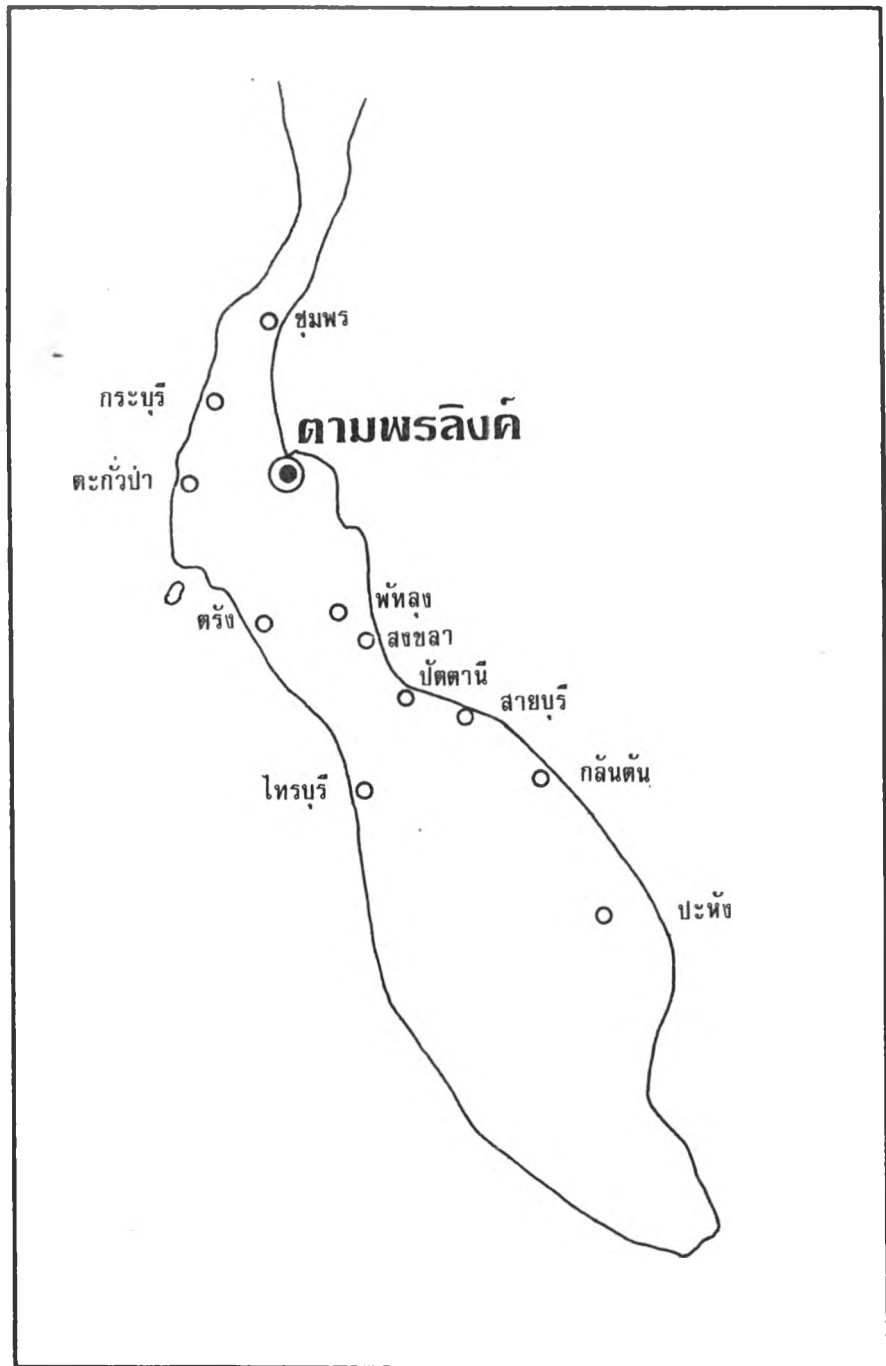 ชุมพร
กระบุรี
ตามพรลิงค์
ตะกั่วป่า
พัทลุง
ตรัง
สงขลา
ปัตตานี
สายบุรี
กลันตัน
ไทรบุรี
ปะหัง